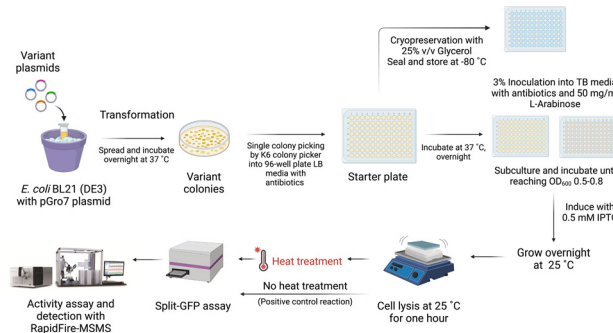 Variant
plasmids
E. coli BL21 (DE3)
with pGro7 plasmid
Transformation
Spread and incubate
overnight at 37 ˚C
Variant
colonies
Single colony picking
by K6 colony picker
into 96-well plate LB
media with
antibiotics
Starter plate
Cryopreservation with
25% v/v Glycerol
Seal and store at -80 ˚C
Incubate at 37 ˚C,
overnight
3% Inoculation into TB media
with antibiotics and 50 mg/m
L-Arabinose
Subculture and incubate unt
reaching OD600 0.5-0.8
Induce with
0.5 mM IPTG
Grow overnight
at 25 ˚C
Cell lysis at 25 ˚C
for one hour
Heat treatment
No heat treatment
(Positive control reaction)
Split-GFP assay
Activity assay and
detection with
RapidFire-MSMS